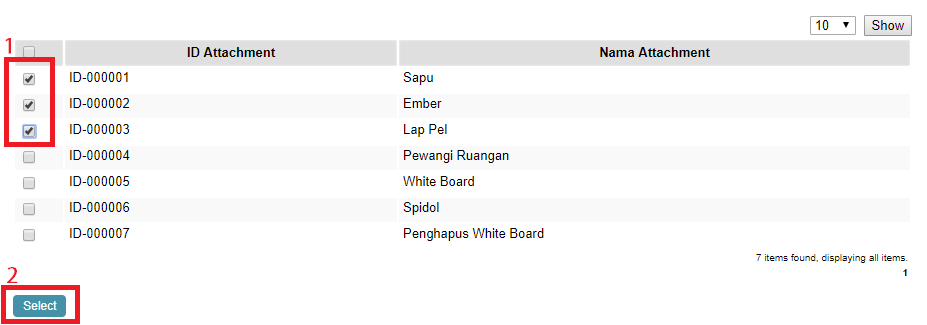 10 Show
1
ID Attachment Nama Attachment
ID-000001 Sapu
ID-000002 Ember
ID-000003 Lap Pel
ID-000004 Pewangi Ruangan
ID-000005 White Board
ID-000006 Spidol
ID-000007 Penghapus White Board
7 items found, displaying all items.
1
2
Select